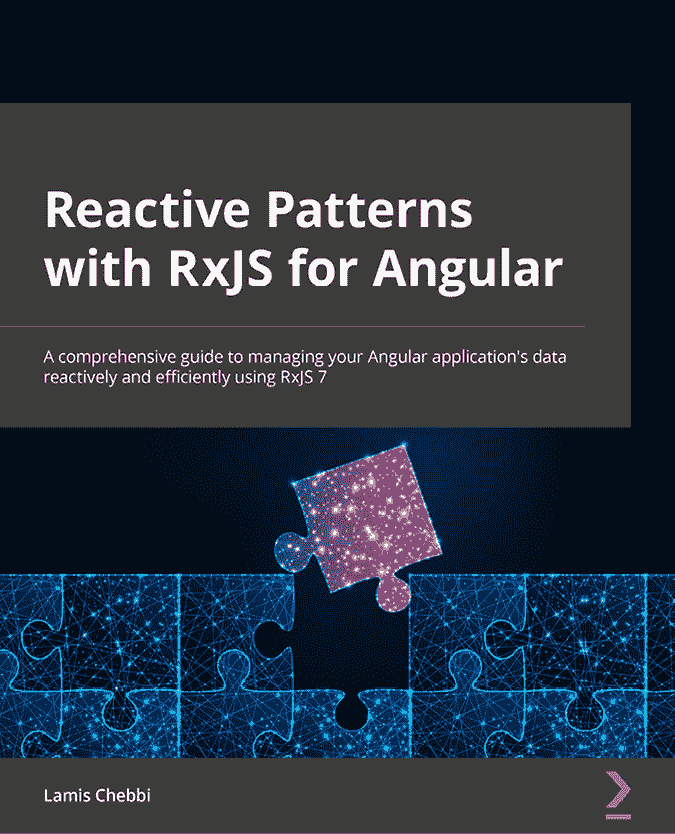 Reactive Patterns
with RxJS for Angular
A comprehensive guide to managing your Angular application's data
reactively and efficiently using RxJS 7
Lamis Chebbi